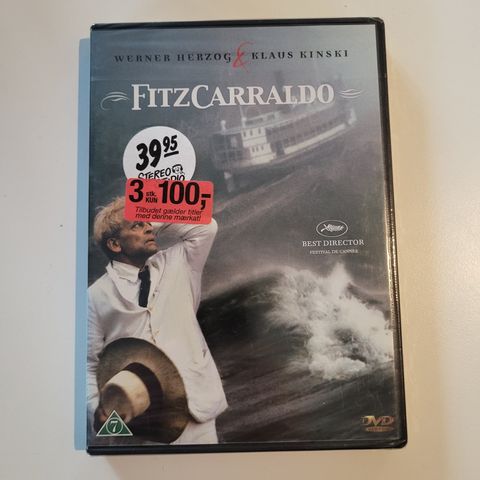 WERNER HERZOG & KLAUS KINSKI
FITZCARRALDO
39.95
STEREO
3 stk. KUN 100,-
Tilbudet gælder titler
med denne mærkat!
BEST DIRECTOR
FESTIVAL DE CANNES
7
DVD